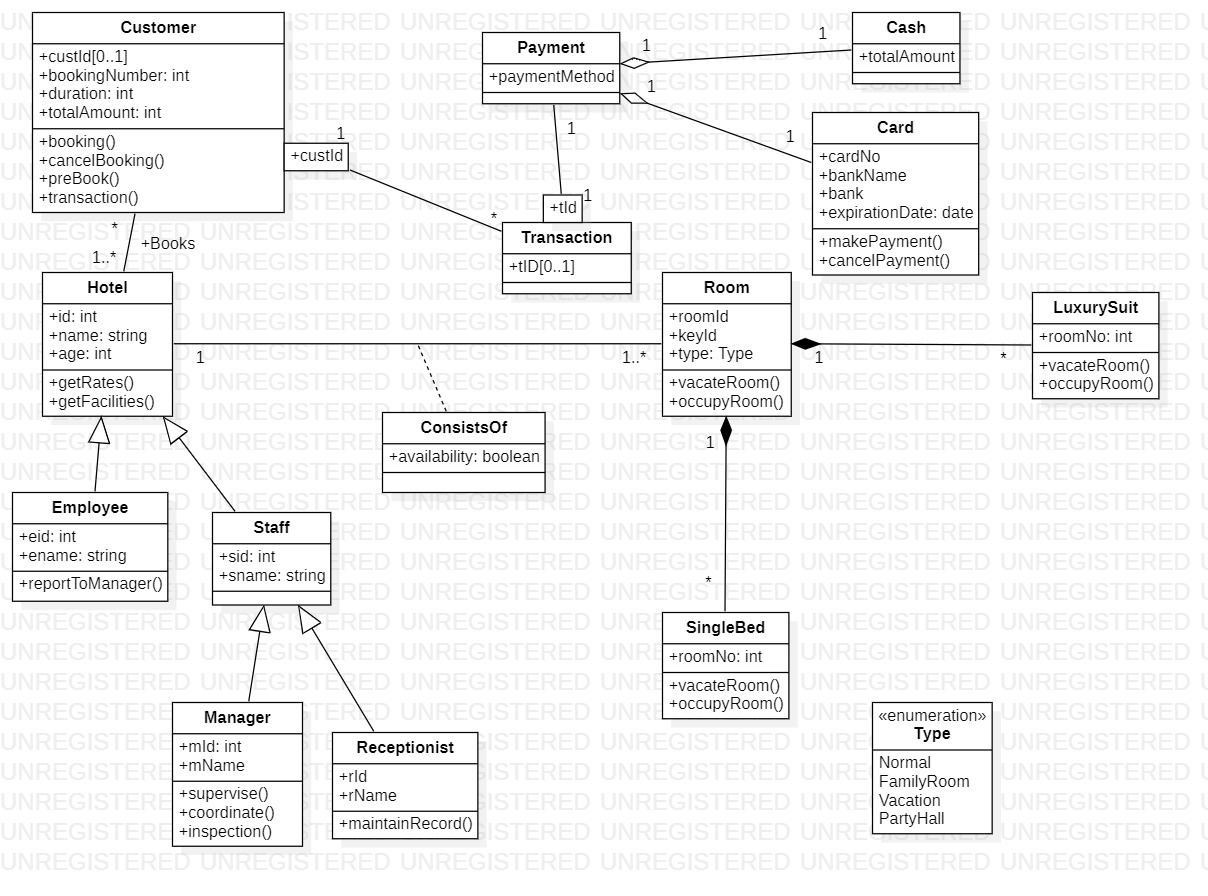 Customer
+custId[0..1]
+bookingNumber: int
+duration: int
+totalAmount: int
+booking()
+cancelBooking()
+preBook()
+transaction()
1
+custId
*
*
+Books
1..*
Payment
+paymentMethod
1
1
1
1
1
1
+tId
Transaction
+tID[0..1]
Cash
+totalAmount
Card
+cardNo
+bankName
+bank
+expirationDate: date
+makePayment()
+cancelPayment()
Hotel
+id: int
+name: string
+age: int
+getRates()
+getFacilities()
1
1..*
ConsistsOf
+availability: boolean
Room
+roomId
+keyId
+type: Type
+vacateRoom()
+occupyRoom()
1
*
LuxurySuit
+roomNo: int
+vacateRoom()
+occupyRoom()
1
*
SingleBed
+roomNo: int
+vacateRoom()
+occupyRoom()
Employee
+eid: int
+ename: string
+reportToManager()
Staff
+sid: int
+sname: string
Manager
+mId: int
+mName
+supervise()
+coordinate()
+inspection()
Receptionist
+rId
+rName
+maintainRecord()
«enumeration»
Type
Normal
FamilyRoom
Vacation
PartyHall
UNREGISTERED